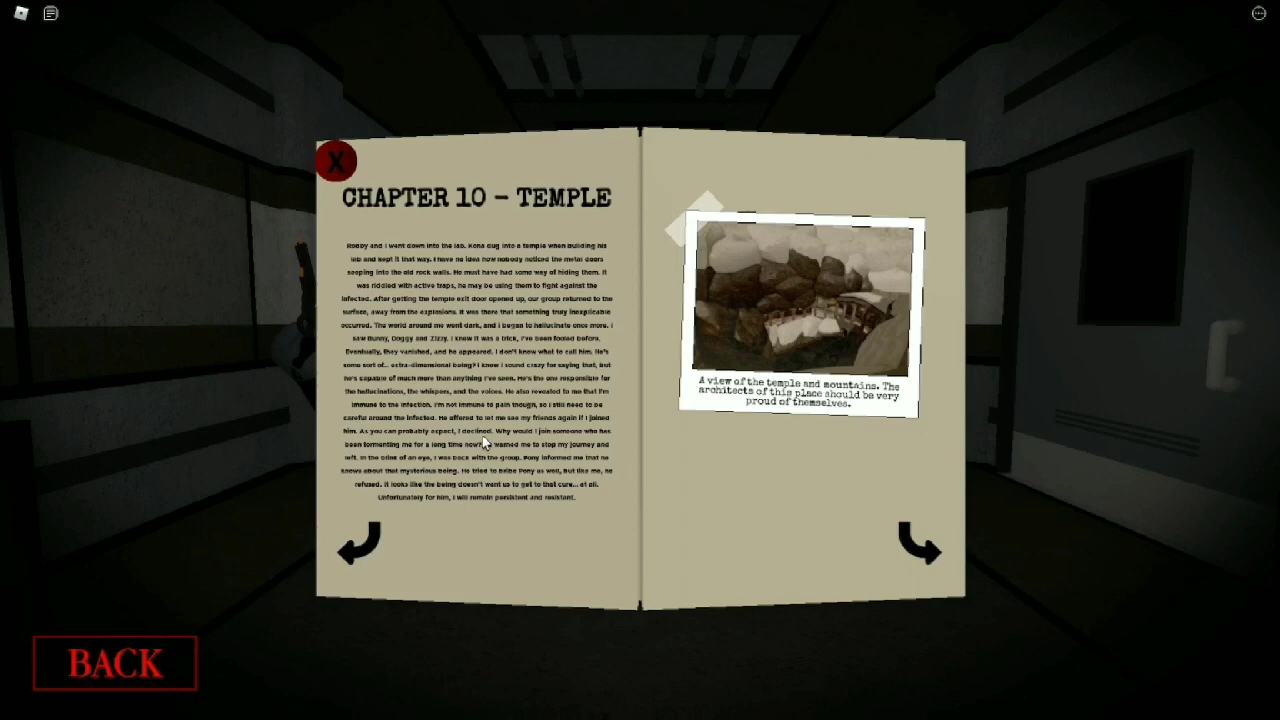 X
CHAPTER 10 - TEMPLE
Robby and I went down into the lab. Kona dug into a temple when building his
lab and kept it that way. I have no idea how nobody noticed the metal doors
seeping into the old rock walls. He must have had some way of hiding them. It
was riddled with active traps, he may be using them to fight against the
infected. After getting the temple exit door opened up, our group returned to the
surface, away from the explosions. It was there that something truly inexplicable
occurred. The world around me went dark, and I began to hallucinate once more. I
saw Bunny, Doggy and Zizzy. I knew it was a trick, I've been fooled before.
Eventually, they vanished, and he appeared. I don't know what to call him. He's
some sort of... extra-dimensional being? I know I sound crazy for saying that, but
he's capable of much more than anything I've seen. He's the one responsible for
the hallucinations, the whispers, and the voices. He also revealed to me that I'm
immune to the infection. I'm not immune to pain though, so I still need to be
careful around the infected. He offered to let me see my friends again if I joined
him. As you can probably expect, I declined. Why would I join someone who has
been tormenting me for a long time now? warned me to stop my journey and
left. In the blink of an eye, I was back with the group. Pony informed me that he
knows about that mysterious being. He tried to bribe Pony as well, but like me, he
refused. It looks like the being doesn't want us to get to that cure... at all.
Unfortunately for him, I will remain persistent and resistant.
A view of the temple and mountains. The
architects of this place should be very
proud of themselves.
BACK